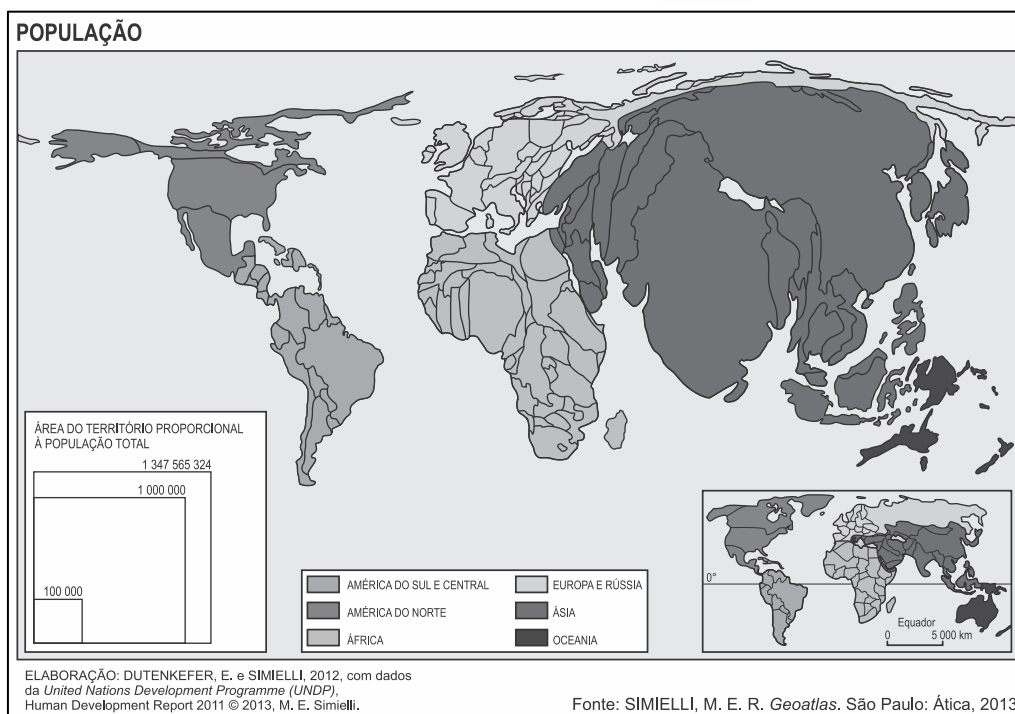 POPULAÇÃO
ÁREA DO TERRITÓRIO PROPORCIONAL
À POPULAÇÃO TOTAL
1 347 565 324
1 000 000
100 000
AMÉRICA DO SUL E CENTRAL
AMÉRICA DO NORTE
ÁFRICA
EUROPA E RÚSSIA
ÁSIA
OCEANIA
0°
Equador
0 5 000 km
ELABORAÇÃO: DUTENKEFER, E. e SIMIELLI, 2012, com dados
da United Nations Development Programme (UNDP),
Human Development Report 2011 © 2013, M. E. Simielli.
Fonte: SIMIELLI, M. E. R. Geoatlas. São Paulo: Ática, 2013